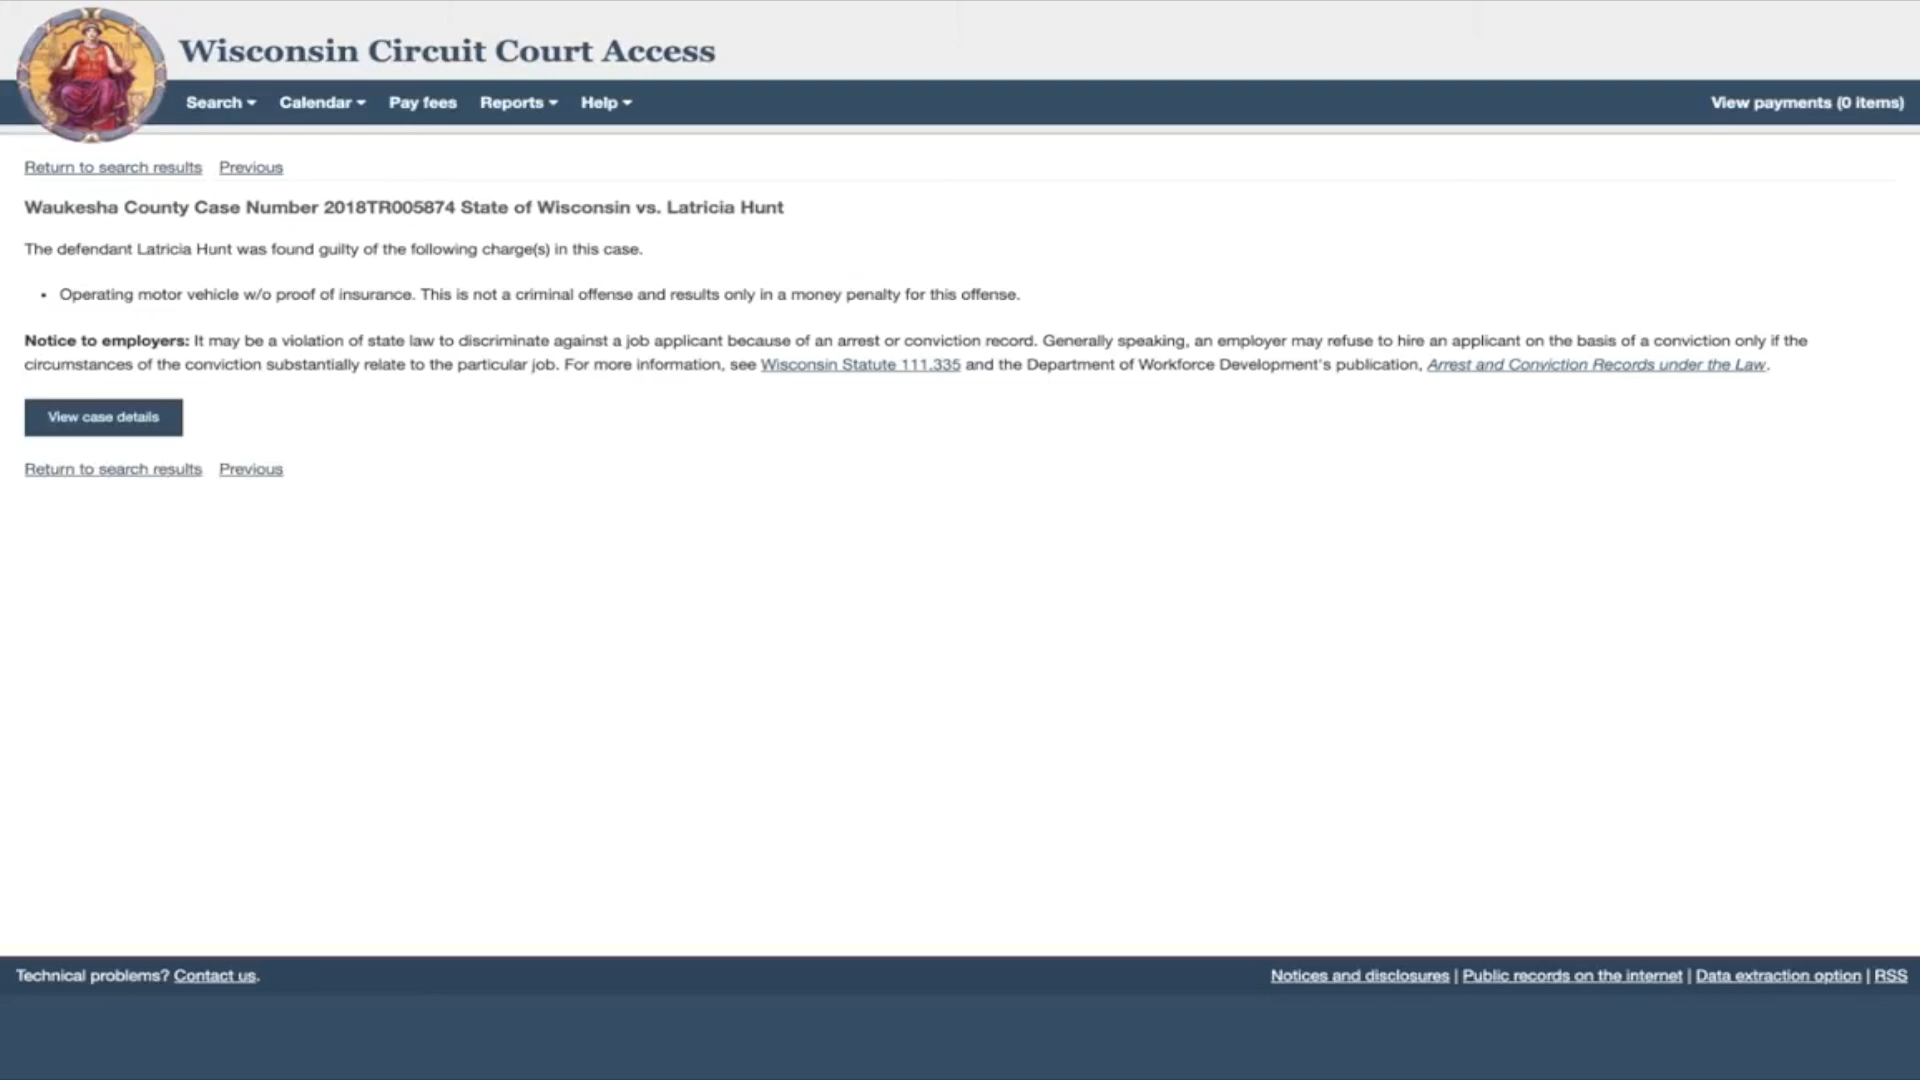 Wisconsin Circuit Court Access
Search Calendar Pay fees Reports Help View payments (0 items)
Return to search results Previous
Waukesha County Case Number 2018TR005874 State of Wisconsin vs. Latricia Hunt
The defendant Latricia Hunt was found guilty of the following charge(s) in this case.
• Operating motor vehicle w/o proof of insurance. This is not a criminal offense and results only in a money penalty for this offense.
Notice to employers: It may be a violation of state law to discriminate against a job applicant because of an arrest or conviction record. Generally speaking, an employer may refuse to hire an applicant on the basis of a conviction only if the
circumstances of the conviction substantially relate to the particular job. For more information, see Wisconsin Statute 111.335 and the Department of Workforce Development's publication, Arrest and Conviction Records under the Law.
View case details
Return to search results Previous
Technical problems? Contact us. Notices and disclosures | Public records on the internet | Data extraction option | RSS